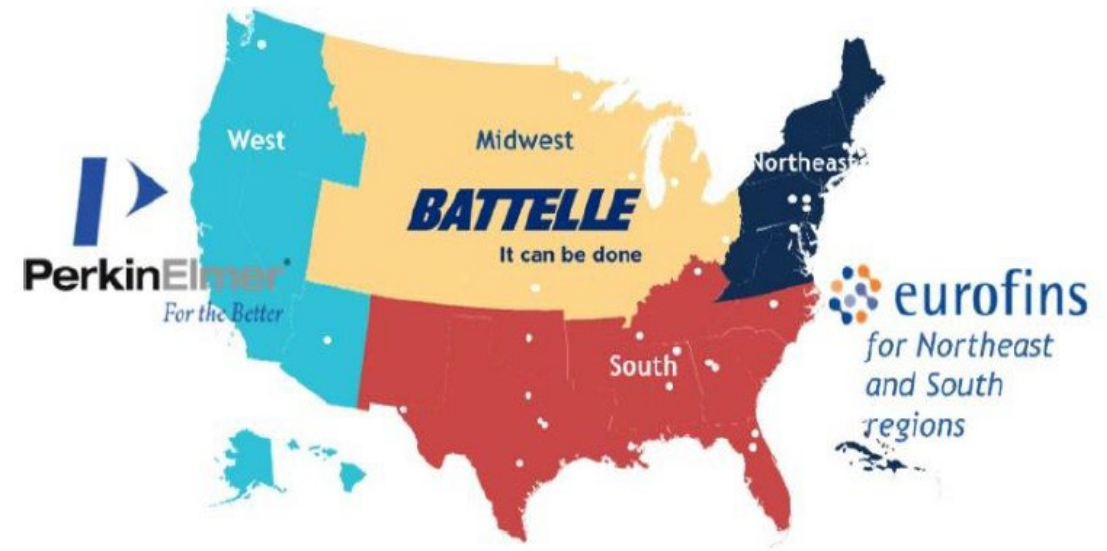 West
Midwest
Northeast
BATTELLE
It can be done
PerkinElmer
For the Better
eurofins
for Northeast
and South
regions
South